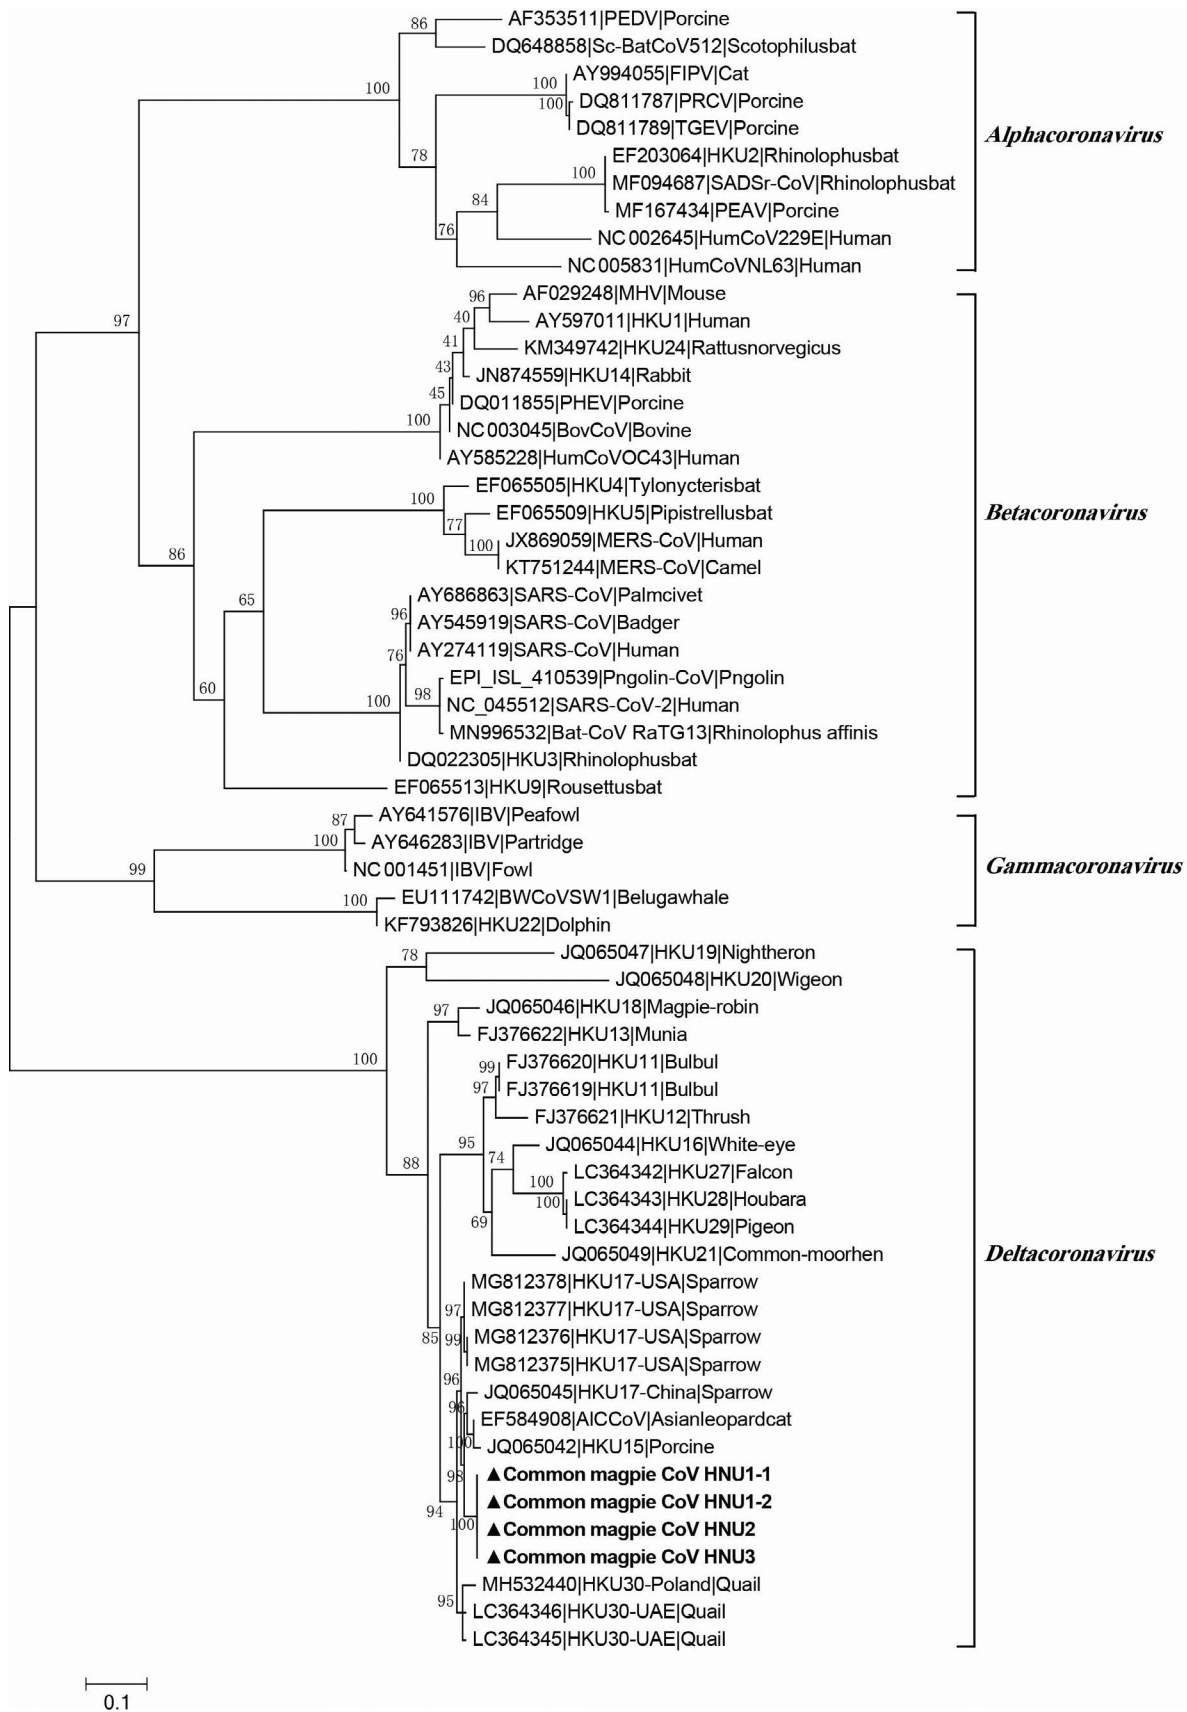 86
AF353511|PEDV|Porcine
DQ648858|Sc-BatCoV512|Scotophilusbat
100
AY994055|FIPV|Cat
100
100
DQ811787|PRCV|Porcine
DQ811789|TGEV|Porcine
Alphacoronavirus
78
EF203064|HKU2|Rhinolophusbat
100
MF094687|SADSr-CoV|Rhinolophusbat
84
MF167434|PEAV|Porcine
76
NC 002645|HumCoV229E|Human
NC 005831|HumCoVNL63|Human
97
96
AF029248|MHV|Mouse
40
AY597011|HKU1|Human
41
KM349742|HKU24|Rattusnorvegicus
43
JN874559|HKU14|Rabbit
45
DQ011855|PHEV|Porcine
100
NC 003045|BovCoV|Bovine
AY585228|HumCoVOC43|Human
EF065505|HKU4|Tylonycterisbat
100
EF065509|HKU5|Pipistrellusbat
Betacoronavirus
77
100
JX869059|MERS-CoV|Human
86
KT751244|MERS-CoV|Camel
65
AY686863|SARS-CoV|Palmcivet
96
AY545919|SARS-CoV|Badger
76
AY274119|SARS-CoV|Human
60
EPI_ISL_410539|Pngolin-CoV|Pngolin
100
98
NC_045512|SARS-CoV-2|Human
MN996532|Bat-CoV RaTG13|Rhinolophus affinis
DQ022305|HKU3|Rhinolophusbat
EF065513|HKU9|Rousettusbat
87
AY641576|IBV|Peafowl
100
AY646283|IBV|Partridge
99
NC 001451|IBV|Fowl
Gammacoronavirus
100
EU111742|BWCoVSW1|Belugawhale
KF793826|HKU22|Dolphin
78
JQ065047|HKU19|Nightheron
JQ065048|HKU20|Wigeon
97
JQ065046|HKU18|Magpie-robin
FJ376622|HKU13|Munia
100
99
FJ376620|HKU11|Bulbul
97
FJ376619|HKU11|Bulbul
FJ376621|HKU12|Thrush
95
74
JQ065044|HKU16|White-eye
88
LC364342|HKU27|Falcon
100
100
LC364343|HKU28|Houbara
69
LC364344|HKU29|Pigeon
JQ065049|HKU21|Common-moorhen
Deltacoronavirus
MG812378|HKU17-USA|Sparrow
97
MG812377|HKU17-USA|Sparrow
85
99
MG812376|HKU17-USA|Sparrow
MG812375|HKU17-USA|Sparrow
96
JQ065045|HKU17-China|Sparrow
96
EF584908|AlCCoV|Asianleopardcat
100
JQ065042|HKU15|Porcine
98
▲Common magpie CoV HNU1-1
94
▲Common magpie CoV HNU1-2
100
▲Common magpie CoV HNU2
▲Common magpie CoV HNU3
MH532440|HKU30-Poland|Quail
95
LC364346|HKU30-UAE|Quail
LC364345|HKU30-UAE|Quail
0.1